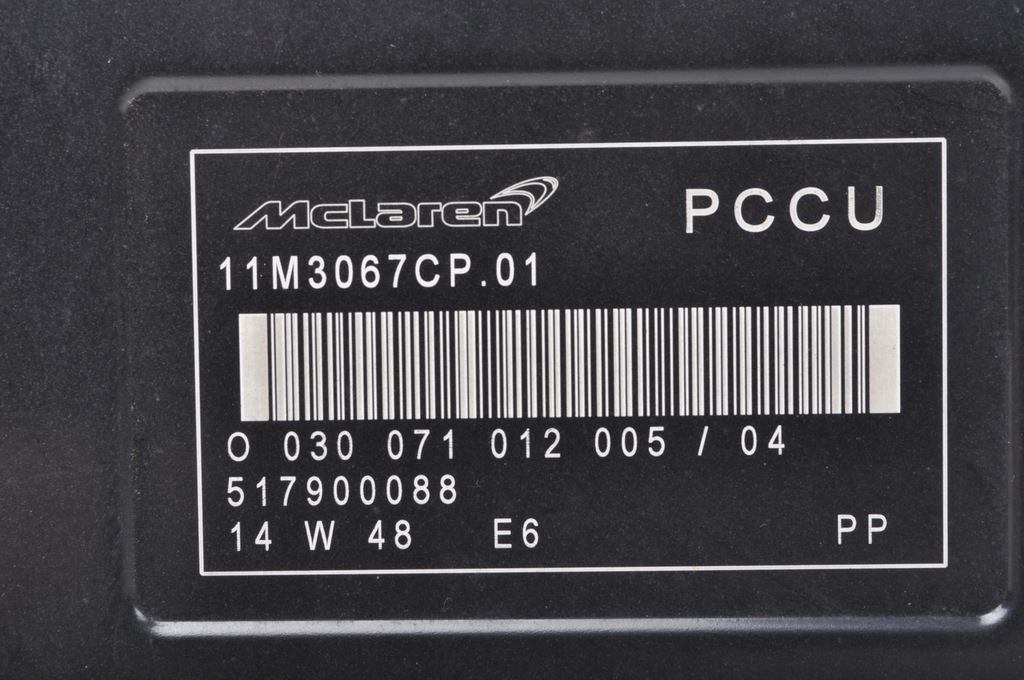 McLaren PCCU
11M3067CP.01
O 030 071 012 005 / 04
517900088
14 W 48 E6 PP